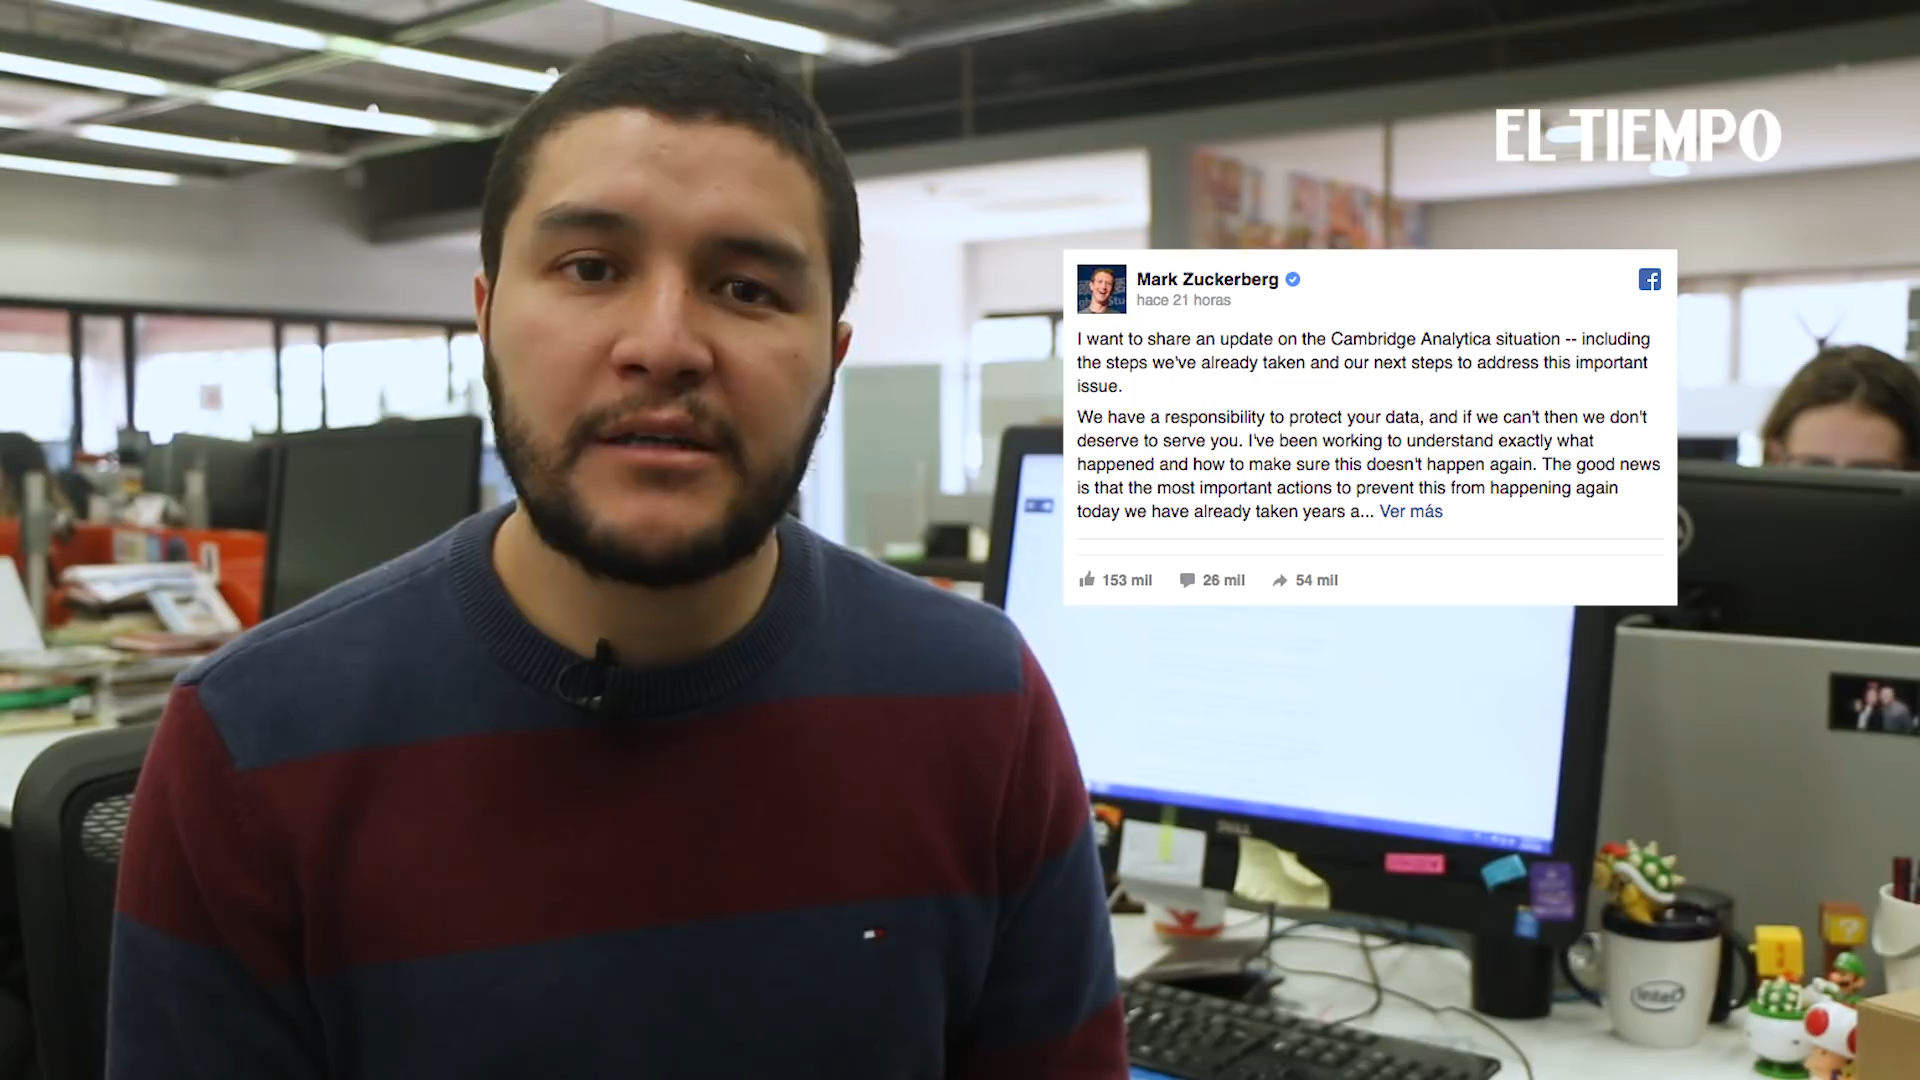 EL TIEMPO
Mark Zuckerberg
hace 21 horas
I want to share an update on the Cambridge Analytica situation -- including
the steps we've already taken and our next steps to address this important
issue.
We have a responsibility to protect your data, and if we can't then we don't
deserve to serve you. I've been working to understand exactly what
happened and how to make sure this doesn't happen again. The good news
is that the most important actions to prevent this from happening again
today we have already taken years a... Ver más
153 mil 26 mil 54 mil
DELL
intel
?